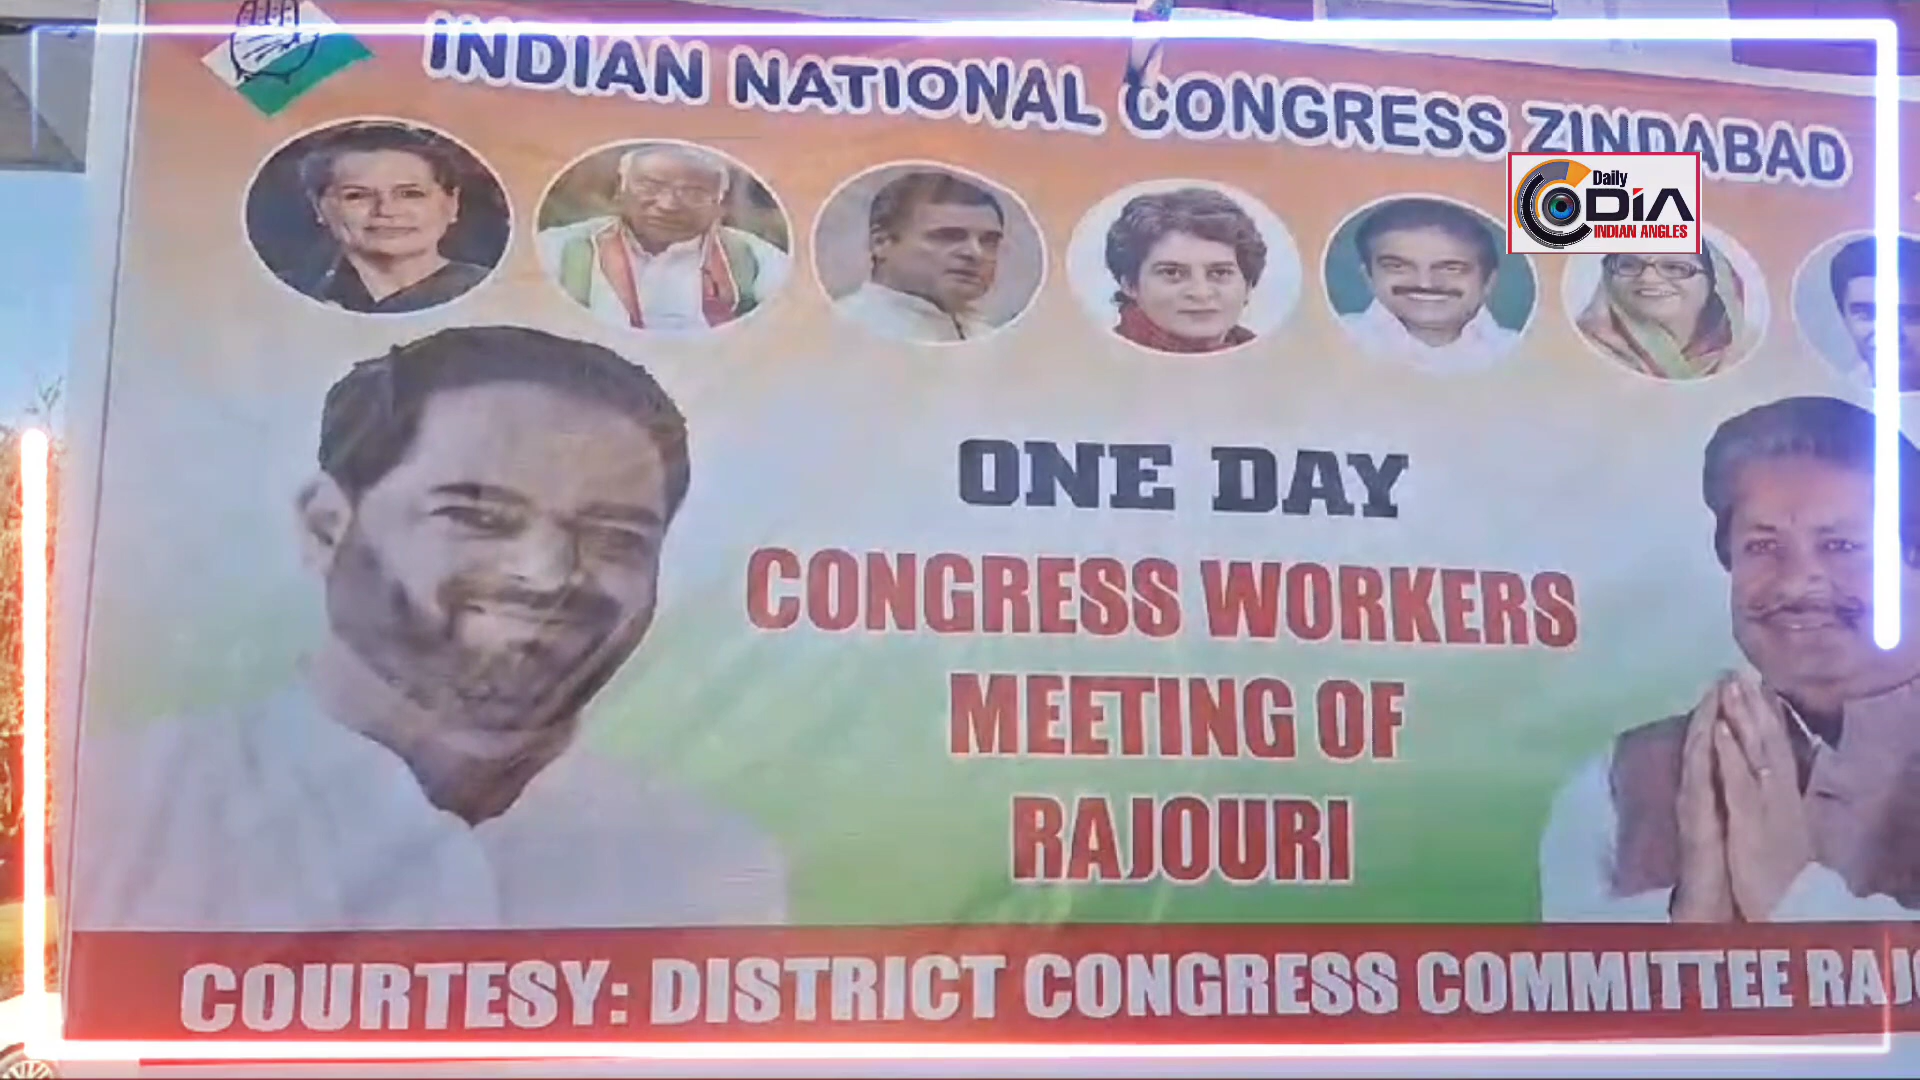 INDIAN NATIONAL CONGRESS ZINDABAD
Daily
DIA
INDIAN ANGLES
ONE DAY
CONGRESS WORKERS
MEETING OF
RAJOURI
COURTESY: DISTRICT CONGRESS COMMITTEE